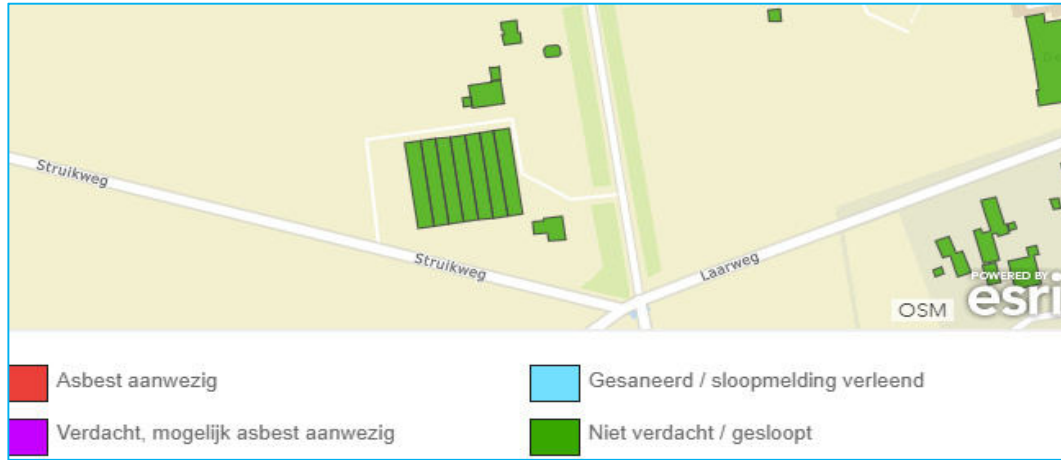 Struikweg
Struikweg
Laarweg
POWERED BY
esri
OSM
Asbest aanwezig
Gesaneerd / sloopmelding verleend
Verdacht, mogelijk asbest aanwezig
Niet verdacht / gesloopt